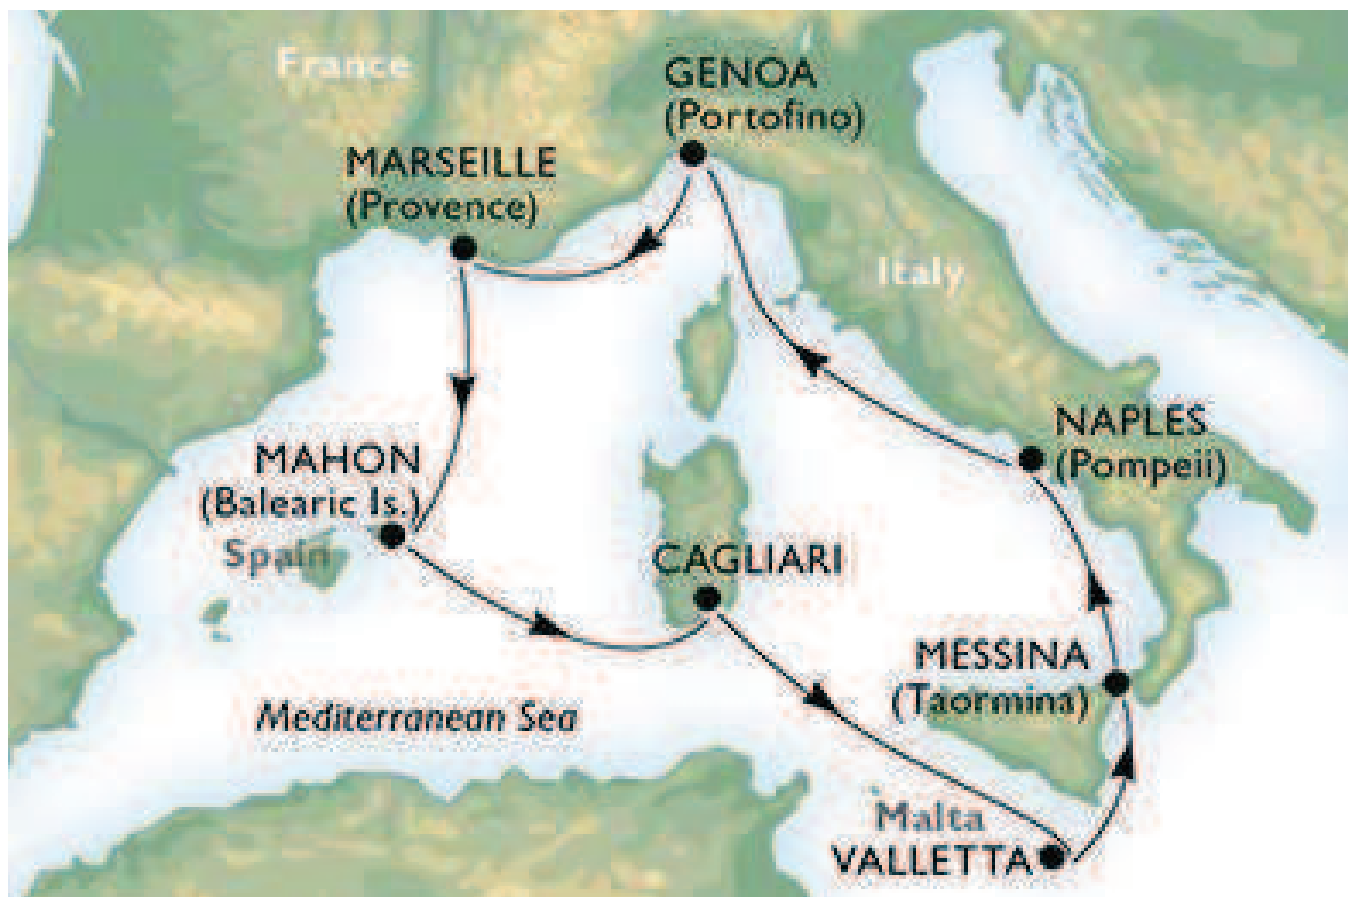 France
GENOA
(Portofino)
MARSEILLE
(Provence)
Italy
NAPLES
(Pompeii)
MAHON
(Balearic Is.)
Spain
CAGLIARI
MESSINA
(Taormina)
Mediterranean Sea
Malta
VALLETTA